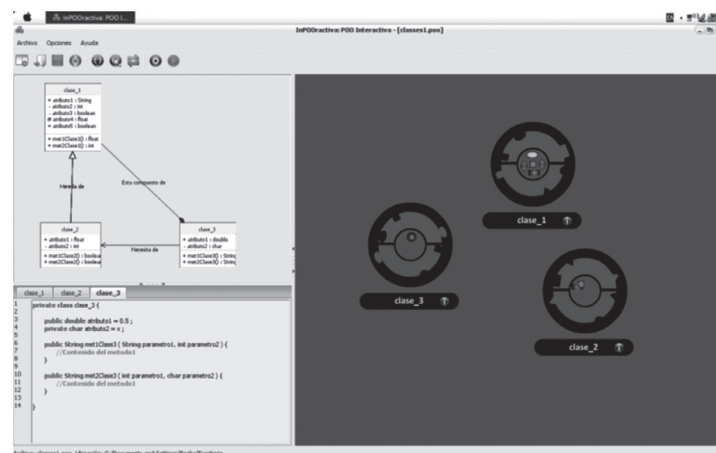 InPOOractiva: POO I...
EN
InPOOractiva: POO Interactiva - [classes1.poo]
Archivo Opciones Ayuda
clase_1
+ atributo1 : String
- atributo2 : int
- atributo3 : boolean
# atributo4 : float
+ atributo5 : boolean
+ met1Clase1() : float
+ met2Clase1() : int
Hereda de
Esta compuesto de
clase_2
+ atributo1 : float
- atributo2 : int
+ met1Clase2() : boolea
+ met2Clase2() : boolea
Necesita de
clase_3
+ atributo1 : double
- atributo2 : char
+ met1Clase3() : String
+ met2Clase3() : String
clase_1
clase_3
clase_2
clase_1 clase_2 clase_3
1 private class clase_3 {
2
3 public double atributo1 = 0.5 ;
4 private char atributo2 = x ;
5
6 public String met1Clase3 ( String parametro1, int parametro2 ) {
7 //Contenido del metodo1
8 }
9
10 public String met2Clase3 ( int parametro1, char parametro2 ) {
11 //Contenido del metodo1
12 }
13
14 }